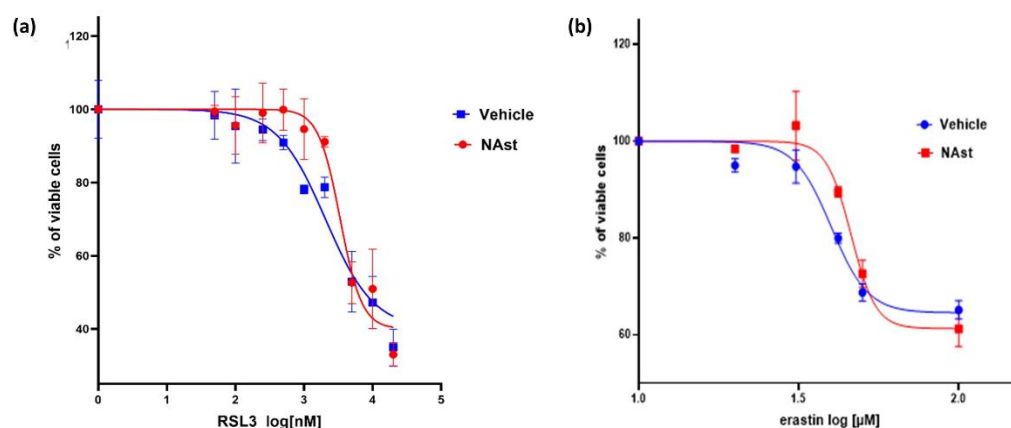 (a)
120
100
80
60
40
% of viable cells
0
1
2
3
4
5
RSL3 log[nM]
Vehicle
NAst
(b)
120
100
80
60
% of viable cells
1.0
1.5
2.0
erastin log [µM]
Vehicle
NAst